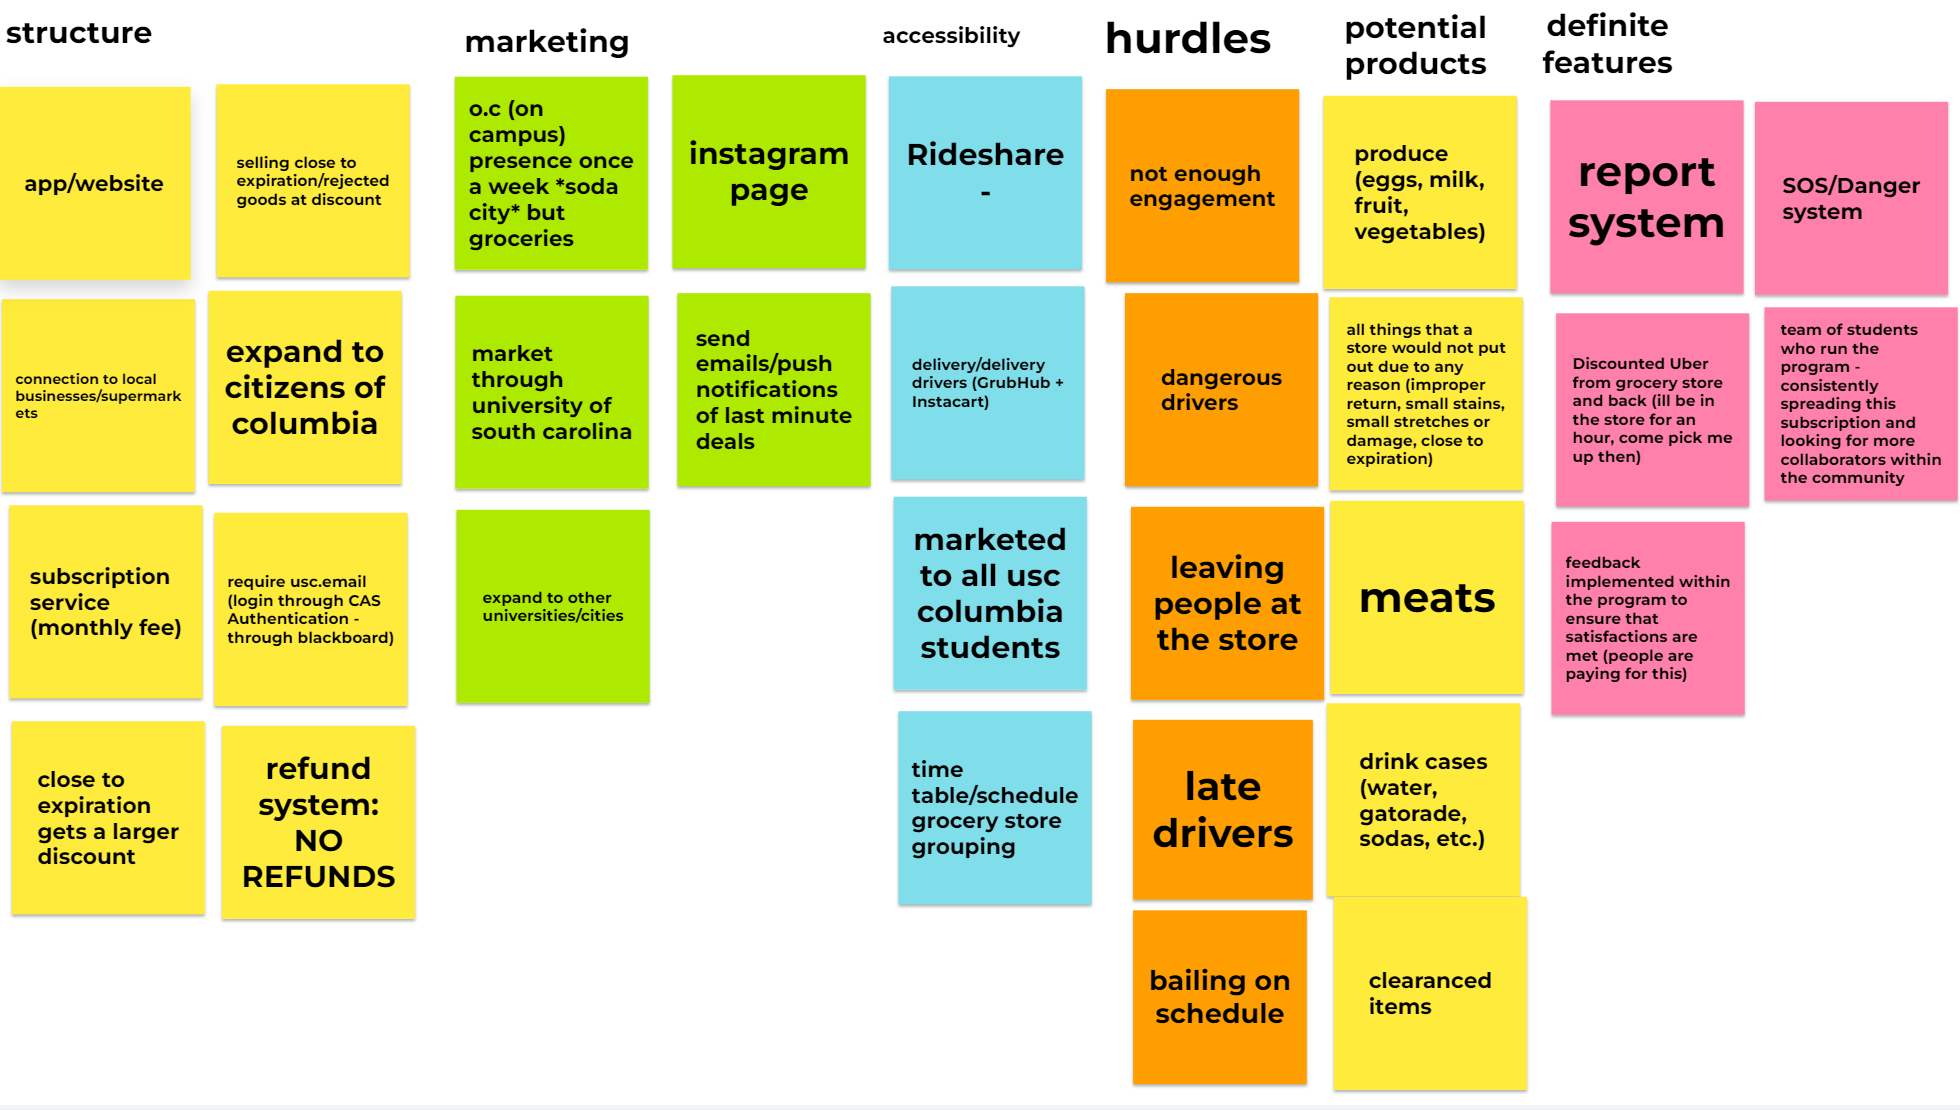 structure
app/website
selling close to
expiration/rejected
goods at discount
connection to local
businesses/supermark
ets
expand to
citizens of
columbia
subscription
service
(monthly fee)
require usc.email
(login through CAS
Authentication -
through blackboard)
close to
expiration
gets a larger
discount
refund
system:
NO
REFUNDS
marketing
o.c (on
campus)
presence once
a week *soda
city* but
groceries
instagram
page
market
through
university of
south carolina
send
emails/push
notifications
of last minute
deals
expand to other
universities/cities
accessibility
Rideshare
-
delivery/delivery
drivers (GrubHub +
Instacart)
marketed
to all usc
columbia
students
time
table/schedule
grocery store
grouping
hurdles
not enough
engagement
dangerous
drivers
leaving
people at
the store
late
drivers
bailing on
schedule
potential
products
produce
(eggs, milk,
fruit,
vegetables)
all things that a
store would not put
out due to any
reason (improper
return, small stains,
small stretches or
damage, close to
expiration)
meats
drink cases
(water,
gatorade,
sodas, etc.)
clearanced
items
definite
features
report
system
SOS/Danger
system
Discounted Uber
from grocery store
and back (ill be in
the store for an
hour, come pick me
up then)
team of students
who run the
program -
consistently
spreading this
subscription and
looking for more
collaborators within
the community
feedback
implemented within
the program to
ensure that
satisfactions are
met (people are
paying for this)